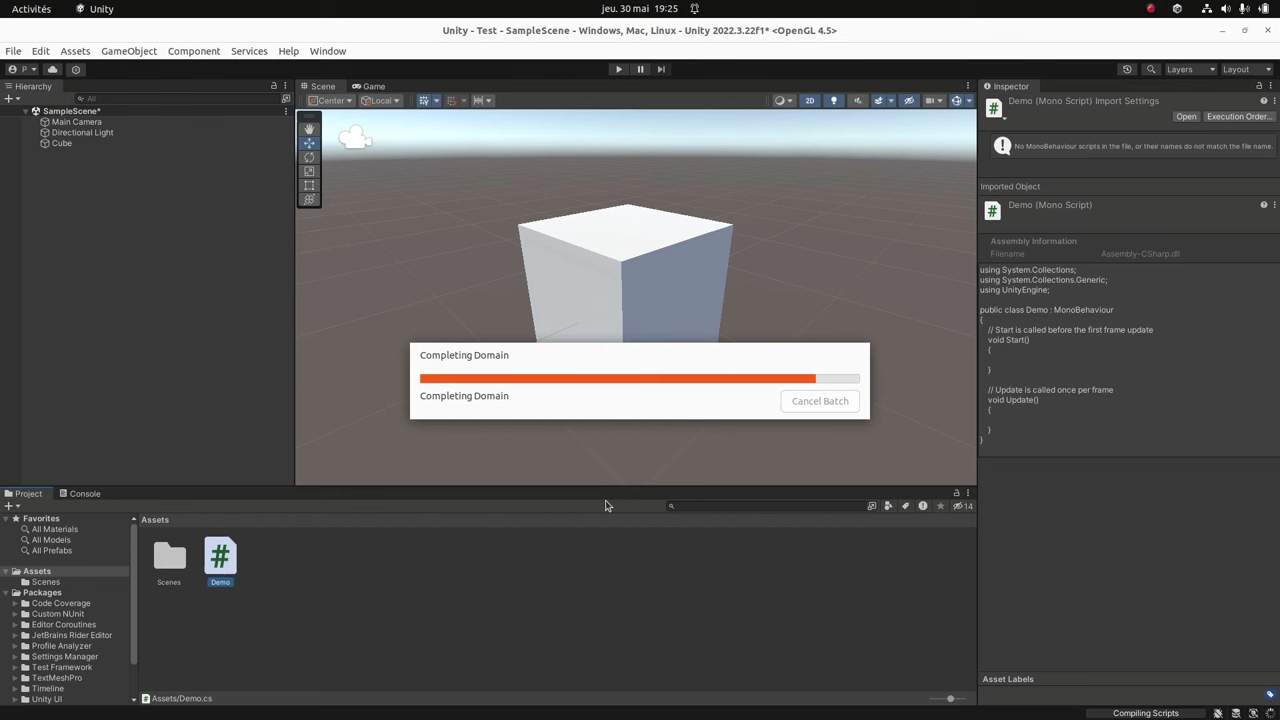 Activités
Unity
jeu. 30 mai 19:25
Unity - Test - SampleScene - Windows, Mac, Linux - Unity 2022.3.22f1* <OpenGL 4.5>
File Edit Assets GameObject Component Services Help Window
P
Layers
Layout
Hierarchy
All
SampleScene*
Main Camera
Directional Light
Cube
Scene
Game
Center
Local
2D
Completing Domain
Completing Domain
Cancel Batch
Inspector
Demo (Mono Script) Import Settings
Open
Execution Order...
No MonoBehaviour scripts in the file, or their names do not match the file name.
Imported Object
Demo (Mono Script)
Assembly Information
Filename Assembly-CSharp.dll
using System.Collections;
using System.Collections.Generic;
using UnityEngine;
public class Demo : MonoBehaviour
{
// Start is called before the first frame update
void Start()
{
}
// Update is called once per frame
void Update()
{
}
}
Project
Console
14
Favorites
All Materials
All Models
All Prefabs
Assets
Scenes
Packages
Code Coverage
Custom NUnit
Editor Coroutines
JetBrains Rider Editor
Profile Analyzer
Settings Manager
Test Framework
TextMeshPro
Timeline
Unity UI
Assets
Scenes
Demo
Assets/Demo.cs
Asset Labels
Compiling Scripts